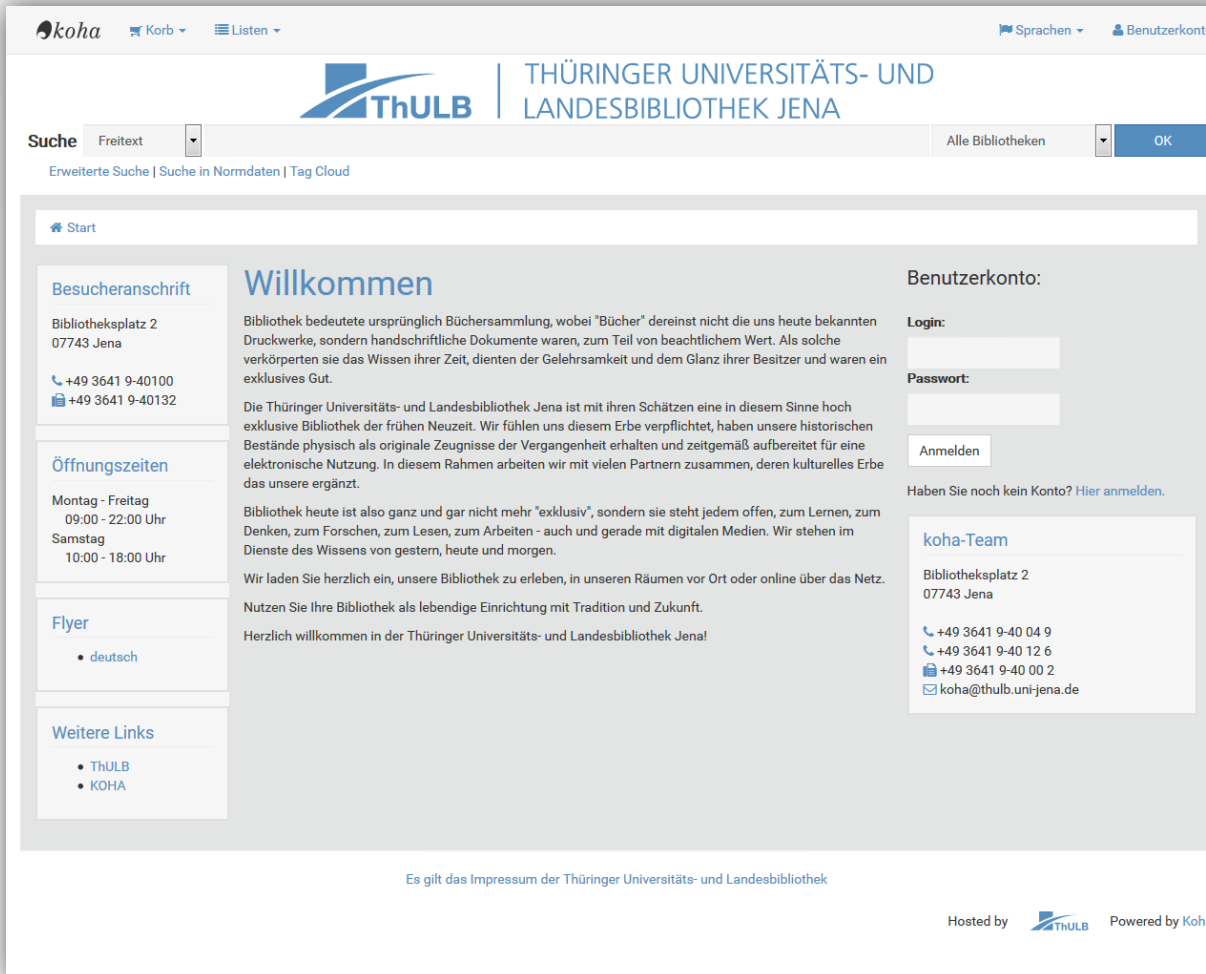 koha Korb Listen Sprachen Benutzerkont
ThULB
THÜRINGER UNIVERSITÄTS- UND
LANDESBIBLIOTHEK JENA
Suche Freitext Alle Bibliotheken OK
Erweiterte Suche | Suche in Normdaten | Tag Cloud
Start
Besucheranschrift
Bibliotheksplatz 2
07743 Jena
+49 3641 9-40100
+49 3641 9-40132
Öffnungszeiten
Montag - Freitag
09:00 - 22:00 Uhr
Samstag
10:00 - 18:00 Uhr
Flyer
• deutsch
Weitere Links
• ThULB
• KOHA
Willkommen
Bibliothek bedeutete ursprünglich Büchersammlung, wobei "Bücher" dereinst nicht die uns heute bekannten
Druckwerke, sondern handschriftliche Dokumente waren, zum Teil von beachtlichem Wert. Als solche
verkörperten sie das Wissen ihrer Zeit, dienten der Gelehrsamkeit und dem Glanz ihrer Besitzer und waren ein
exklusives Gut.
Die Thüringer Universitäts- und Landesbibliothek Jena ist mit ihren Schätzen eine in diesem Sinne hoch
exklusive Bibliothek der frühen Neuzeit. Wir fühlen uns diesem Erbe verpflichtet, haben unsere historischen
Bestände physisch als originale Zeugnisse der Vergangenheit erhalten und zeitgemäß aufbereitet für eine
elektronische Nutzung. In diesem Rahmen arbeiten wir mit vielen Partnern zusammen, deren kulturelles Erbe
das unsere ergänzt.
Bibliothek heute ist also ganz und gar nicht mehr "exklusiv", sondern sie steht jedem offen, zum Lernen, zum
Denken, zum Forschen, zum Lesen, zum Arbeiten - auch und gerade mit digitalen Medien. Wir stehen im
Dienste des Wissens von gestern, heute und morgen.
Wir laden Sie herzlich ein, unsere Bibliothek zu erleben, in unseren Räumen vor Ort oder online über das Netz.
Nutzen Sie Ihre Bibliothek als lebendige Einrichtung mit Tradition und Zukunft.
Herzlich willkommen in der Thüringer Universitäts- und Landesbibliothek Jena!
Benutzerkonto:
Login:
Passwort:
Anmelden
Haben Sie noch kein Konto? Hier anmelden.
koha-Team
Bibliotheksplatz 2
07743 Jena
+49 3641 9-40 04 9
+49 3641 9-40 12 6
+49 3641 9-40 00 2
koha@thulb.uni-jena.de
Es gilt das Impressum der Thüringer Universitäts- und Landesbibliothek
Hosted by ThULB Powered by Koh